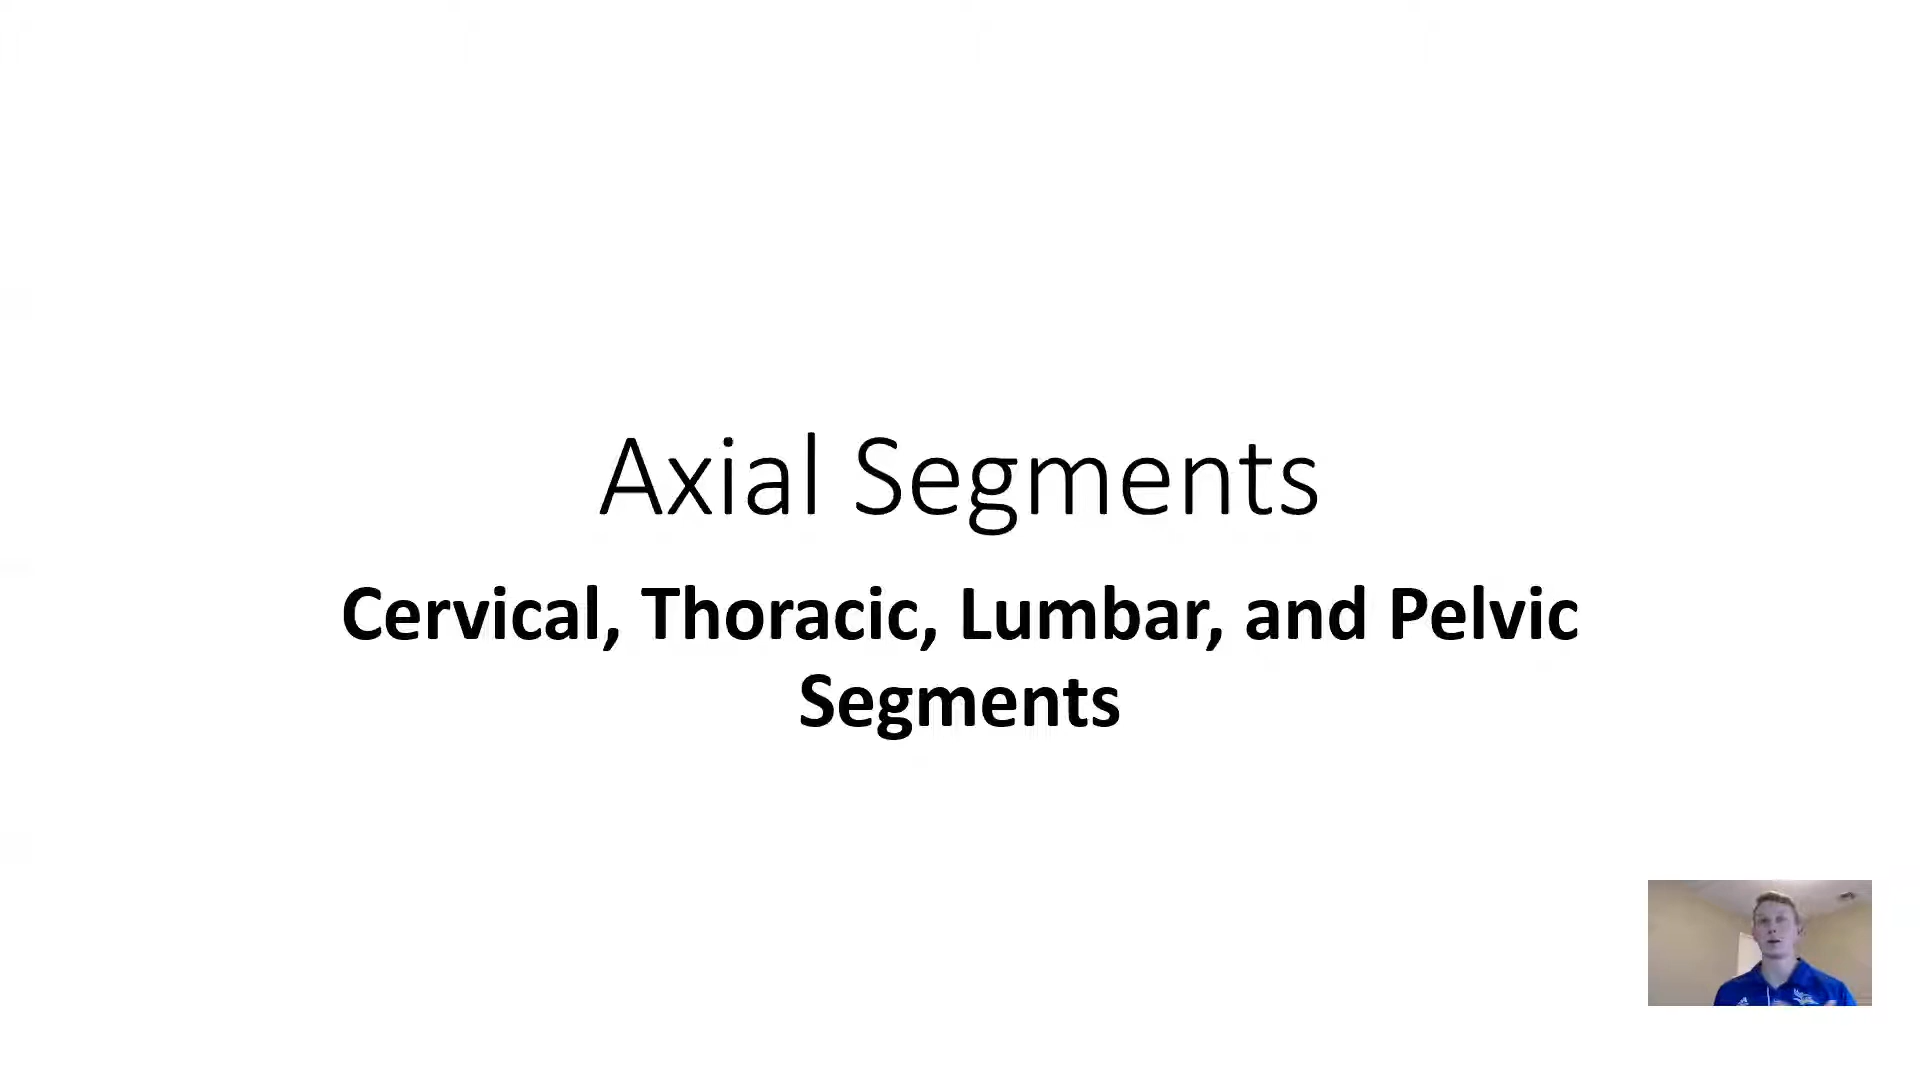 Axial Segments
Cervical, Thoracic, Lumbar, and Pelvic
Segments